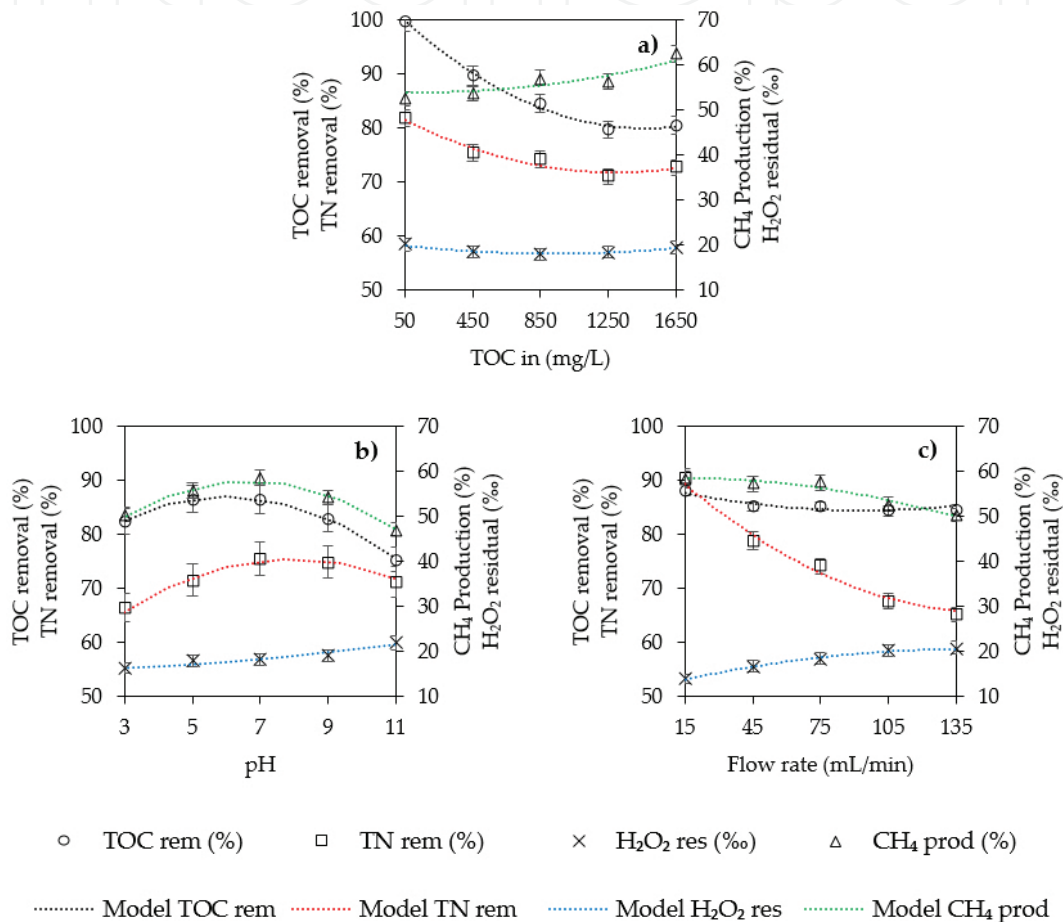 a)
TOC removal (%)
TN removal (%)
100
90
80
70
60
50
70
60
50
40
30
20
10
CH₄ Production (%)
H₂O₂ residual (‰)
50 450 850 1250 1650
TOC in (mg/L)
b)
TOC removal (%)
TN removal (%)
100
90
80
70
60
50
70
60
50
40
30
20
10
CH₄ Production (%)
H₂O₂ residual (‰)
3 5 7 9 11
pH
c)
TOC removal (%)
TN removal (%)
100
90
80
70
60
50
70
60
50
40
30
20
10
CH₄ Production (%)
H₂O₂ residual (‰)
15 45 75 105 135
Flow rate (mL/min)
TOC rem (%) TN rem (%) H₂O₂ res (‰) CH₄ prod (%)
Model TOC rem Model TN rem Model H₂O₂ res Model CH₄ prod